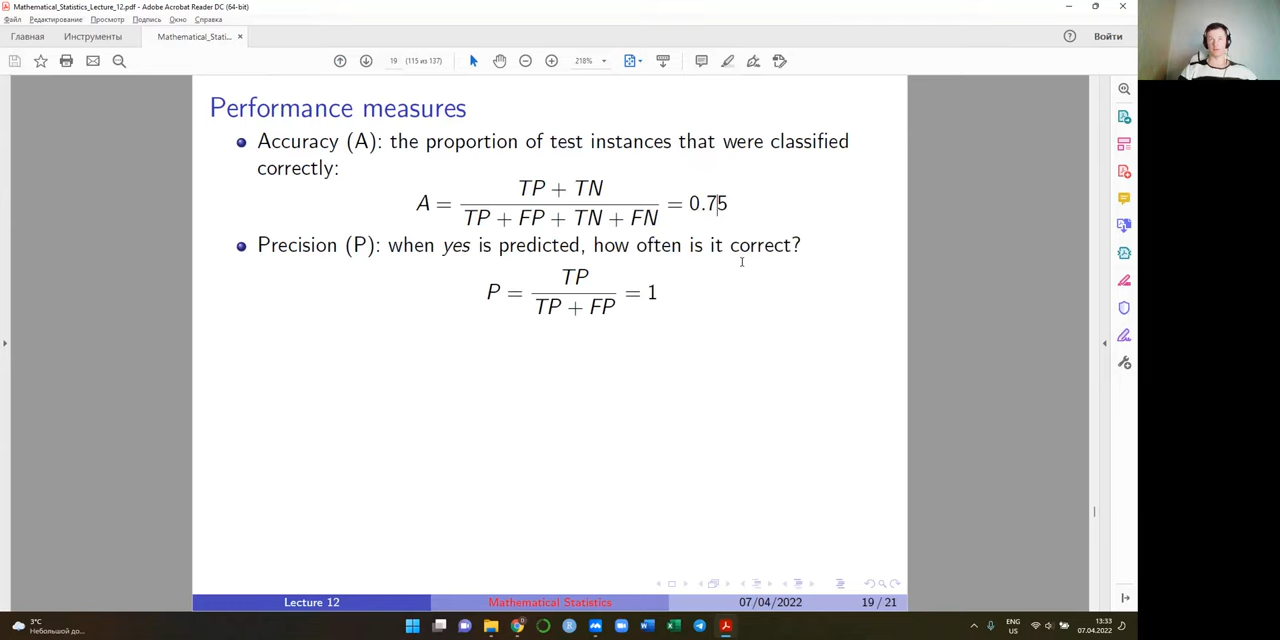 Mathematical_Statistics_Lecture_12.pdf - Adobe Acrobat Reader DC (64-bit)
Файл Редактирование Просмотр Подпись Окно Справка
Главная Инструменты Mathematical_Stati... × Войти
19 (115 из 137) 218%
Performance measures
Accuracy (A): the proportion of test instances that were classified
correctly:
A = TP + TN / TP + FP + TN + FN = 0.75
Precision (P): when yes is predicted, how often is it correct?
P = TP / TP + FP = 1
Lecture 12 Mathematical Statistics 07/04/2022 19 / 21
3°C
Небольшой до...
ENG
US
13:33
07.04.2022